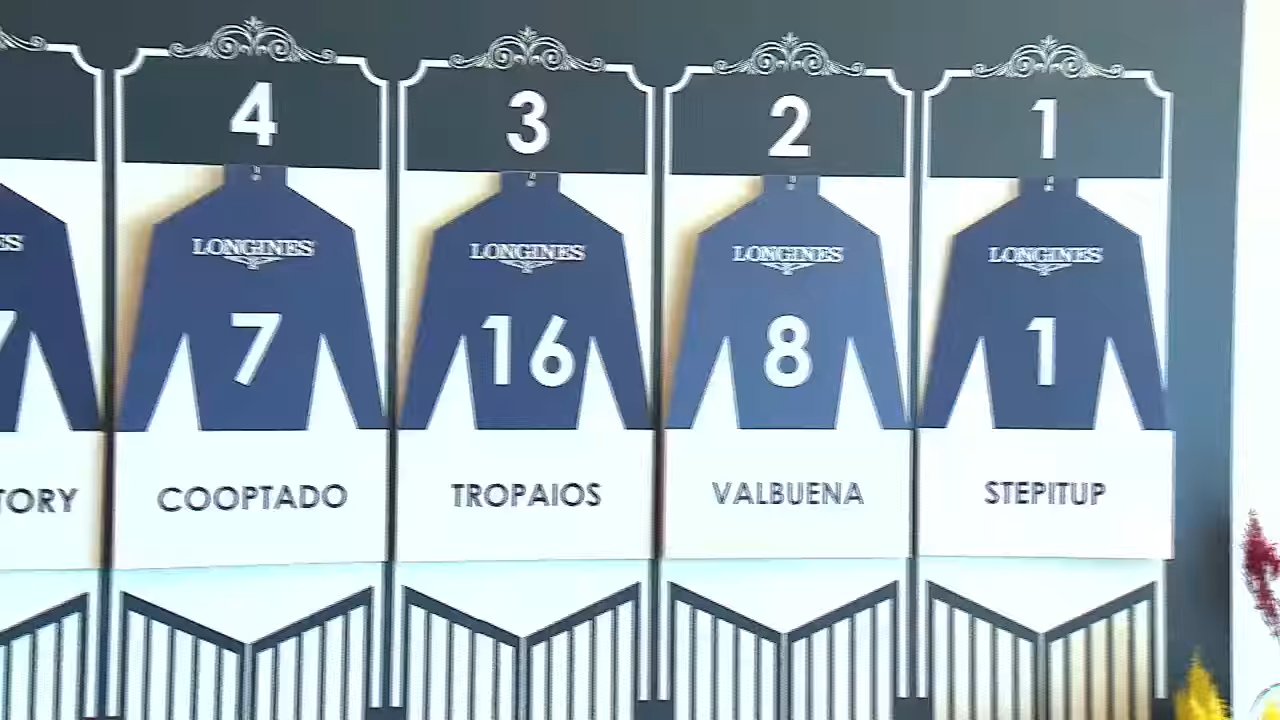 4 3 2 1
LONGINES LONGINES LONGINES LONGINES
7 16 8 1
COOPTADO TROPAIOS VALBUENA STEPITUP